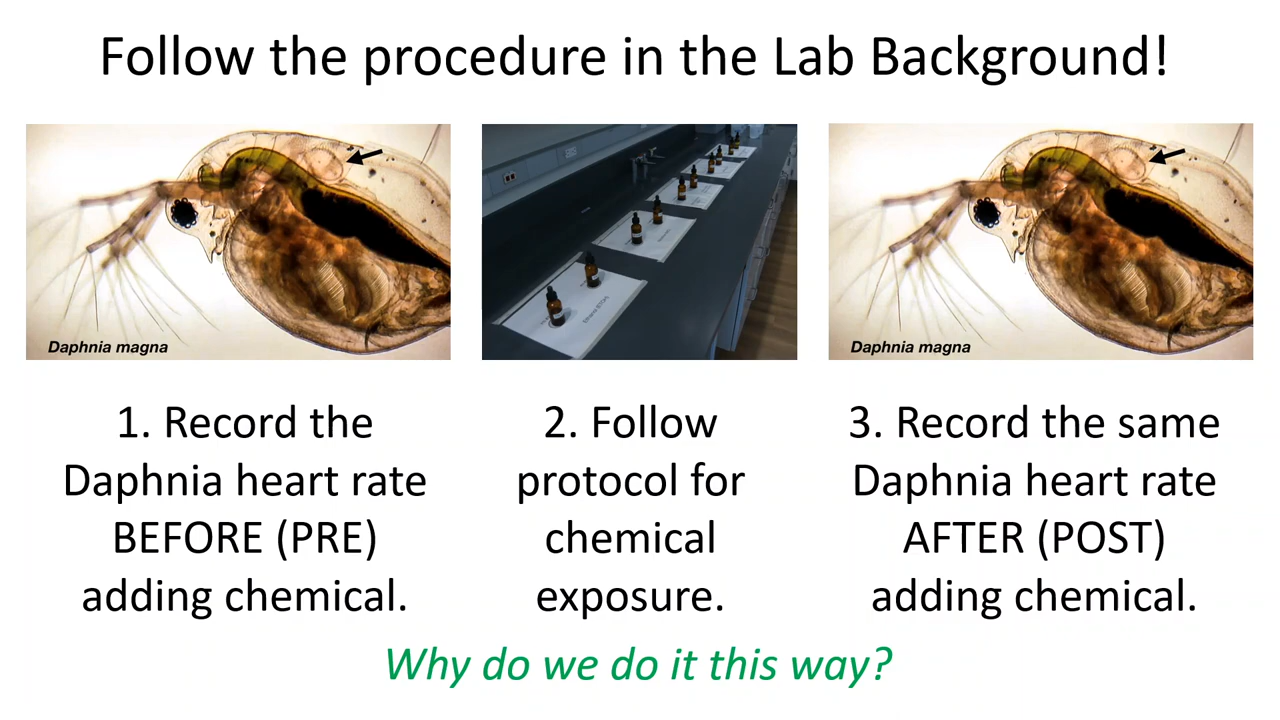 Follow the procedure in the Lab Background!
Daphnia magna
Daphnia magna
1. Record the
Daphnia heart rate
BEFORE (PRE)
adding chemical.
2. Follow
protocol for
chemical
exposure.
3. Record the same
Daphnia heart rate
AFTER (POST)
adding chemical.
Why do we do it this way?